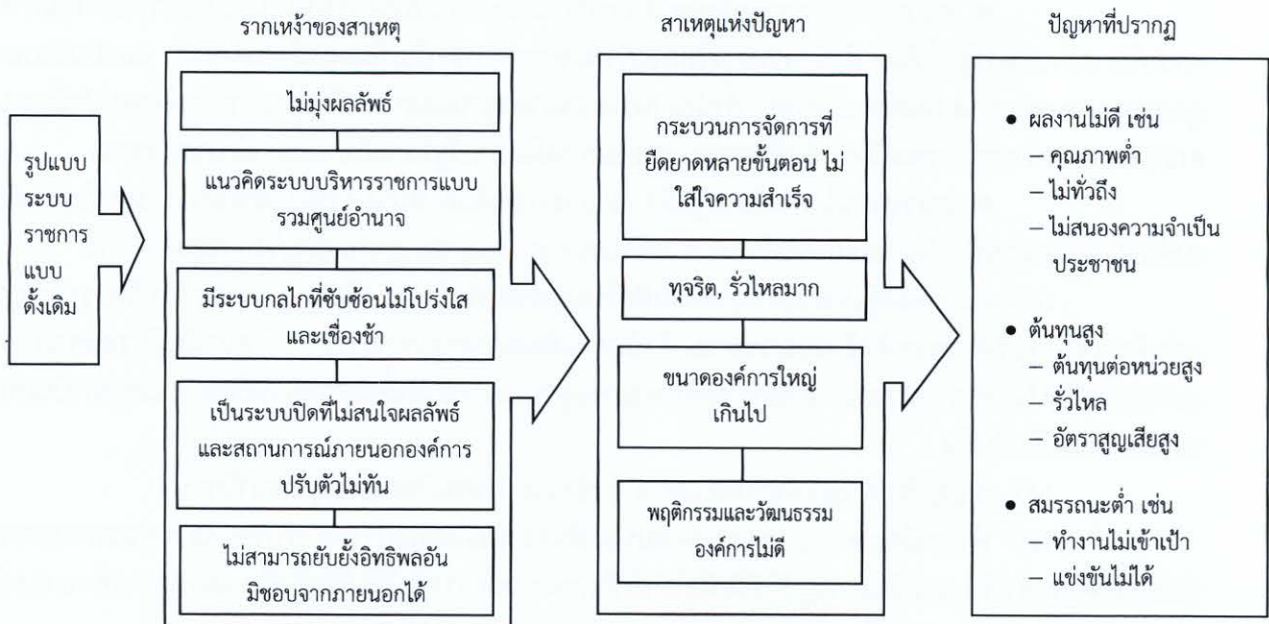 รากเหง้าของสาเหตุ
สาเหตุแห่งปัญหา
ปัญหาที่ปรากฏ
รูปแบบ
ระบบ
ราชการ
แบบ
ดั้งเดิม
ไม่มุ่งผลลัพธ์
แนวคิดระบบบริหารราชการแบบ
รวมศูนย์อำนาจ
มีระบบกลไกที่ซับซ้อนไม่โปร่งใส
และเชื่องช้า
เป็นระบบปิดที่ไม่สนใจผลลัพธ์
และสถานการณ์ภายนอกองค์การ
ปรับตัวไม่ทัน
ไม่สามารถยับยั้งอิทธิพลอัน
มิชอบจากภายนอกได้
กระบวนการจัดการที่
ยืดยาดหลายขั้นตอน ไม่
ใส่ใจความสำเร็จ
ทุจริต, รั่วไหลมาก
ขนาดองค์การใหญ่
เกินไป
พฤติกรรมและวัฒนธรรม
องค์การไม่ดี
● ผลงานไม่ดี เช่น
– คุณภาพต่ำ
– ไม่ทั่วถึง
– ไม่สนองความจำเป็น
ประชาชน
● ต้นทุนสูง
– ต้นทุนต่อหน่วยสูง
– รั่วไหล
– อัตราสูญเสียสูง
● สมรรถนะต่ำ เช่น
– ทำงานไม่เข้าเป้า
– แข่งขันไม่ได้